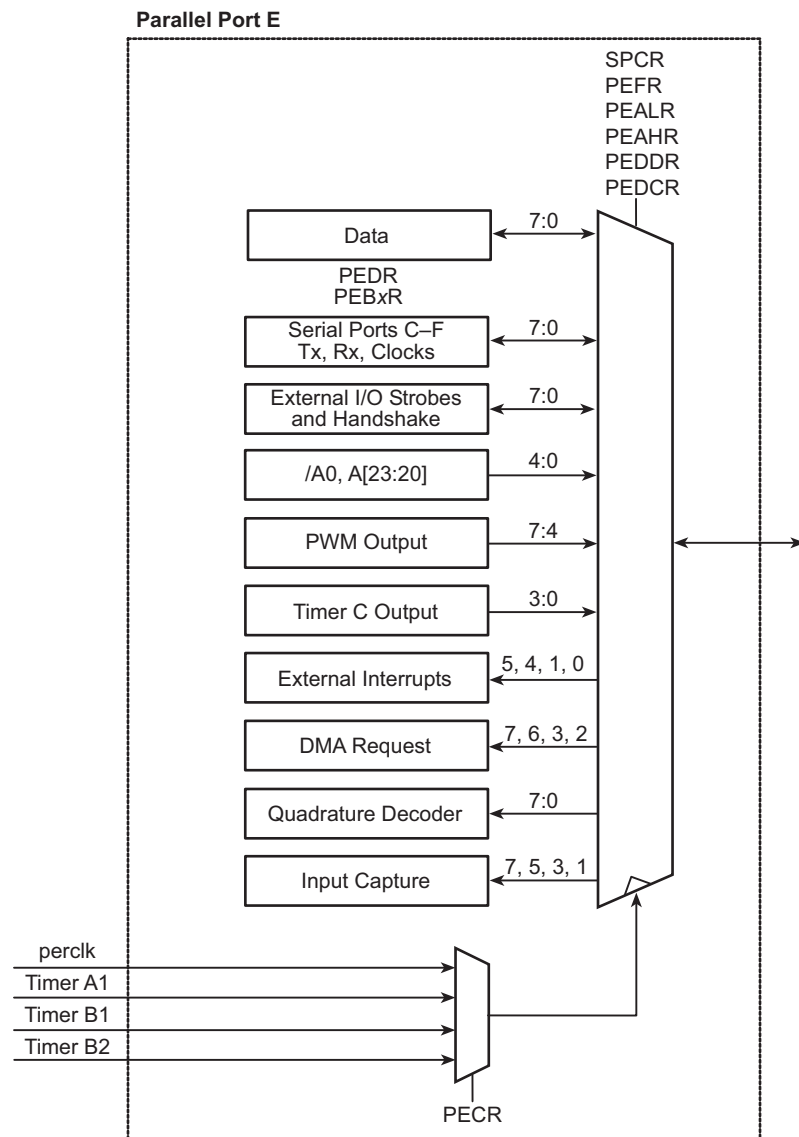 Parallel Port E
SPCR
PEFR
PEALR
PEAHR
PEDDR
PEDCR
Data
7:0
PEDR
PEBxR
Serial Ports C–F
Tx, Rx, Clocks
7:0
External I/O Strobes
and Handshake
7:0
/A0, A[23:20]
4:0
PWM Output
7:4
Timer C Output
3:0
External Interrupts
5, 4, 1, 0
DMA Request
7, 6, 3, 2
Quadrature Decoder
7:0
Input Capture
7, 5, 3, 1
perclk
Timer A1
Timer B1
Timer B2
PECR